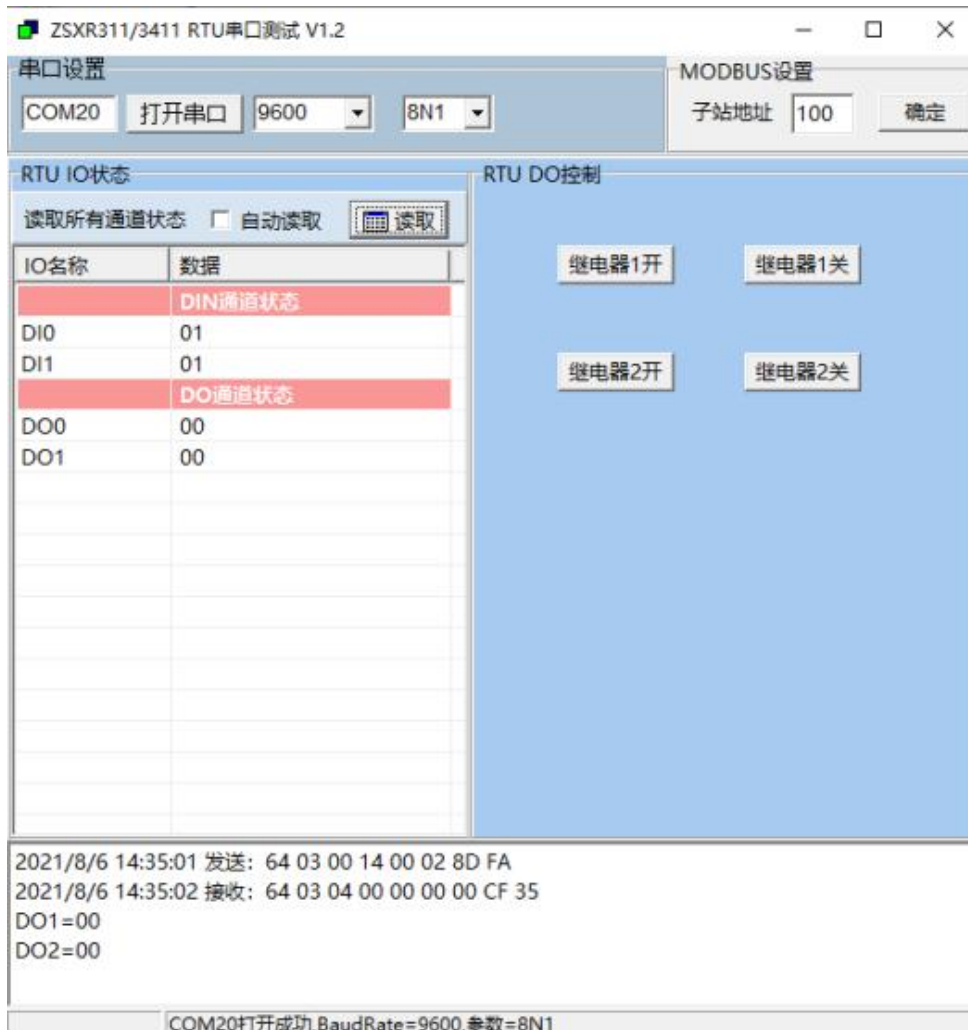 ZSXR311/3411 RTU串口测试 V1.2
串口设置
MODBUS设置
COM20 打开串口 9600 8N1 子站地址 100 确定
RTU IO状态
RTU DO控制
读取所有通道状态 自动读取 读取
IO名称 数据
DIN通道状态
DI0 01
DI1 01
DO通道状态
DO0 00
DO1 00
继电器1开 继电器1关
继电器2开 继电器2关
2021/8/6 14:35:01 发送：64 03 00 14 00 02 8D FA
2021/8/6 14:35:02 接收：64 03 04 00 00 00 00 CF 35
DO1=00
DO2=00
COM20打开成功,BaudRate=9600,参数=8N1